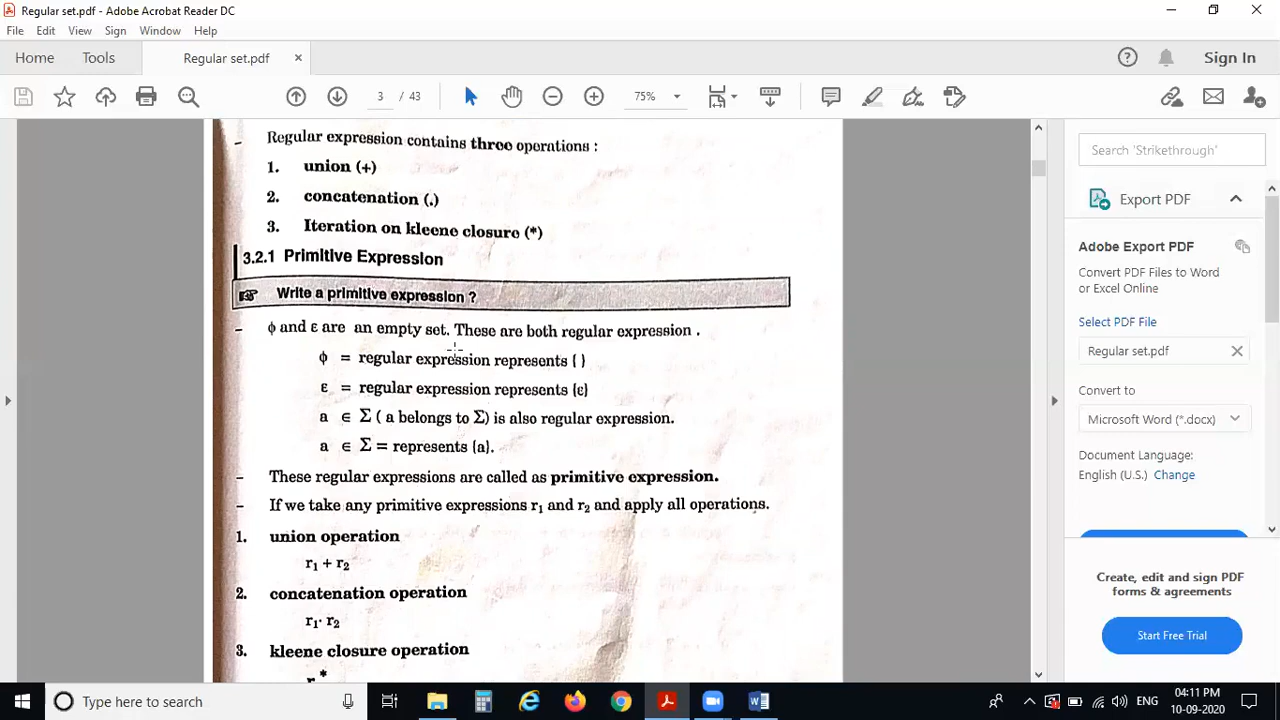 Regular set.pdf - Adobe Acrobat Reader DC
File Edit View Sign Window Help
Home Tools Regular set.pdf ×
Sign In
3 / 43 75%
- Regular expression contains three operations :
1. union (+)
2. concatenation (.)
3. Iteration on kleene closure (*)
3.2.1 Primitive Expression
Write a primitive expression ?
- ϕ and ε are an empty set. These are both regular expression .
ϕ = regular expression represents { }
ε = regular expression represents {ε}
a ∈ Σ ( a belongs to Σ) is also regular expression.
a ∈ Σ = represents {a}.
- These regular expressions are called as primitive expression.
- If we take any primitive expressions r1 and r2 and apply all operations.
1. union operation
r1 + r2
2. concatenation operation
r1· r2
3. kleene closure operation
r *
Search 'Strikethrough'
Export PDF
Adobe Export PDF
Convert PDF Files to Word
or Excel Online
Select PDF File
Regular set.pdf
Convert to
Microsoft Word (*.docx)
Document Language:
English (U.S.) Change
Create, edit and sign PDF
forms & agreements
Start Free Trial
Type here to search
ENG
04:11 PM
10-09-2020